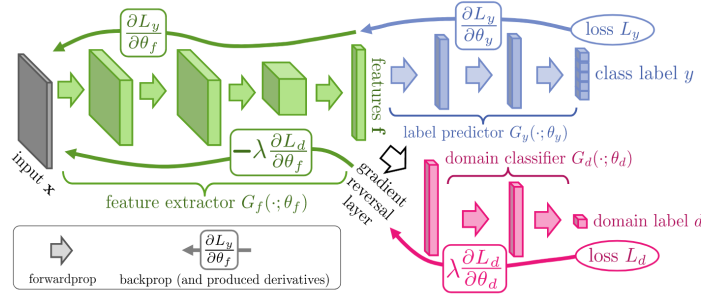 ∂L_y/∂θ_f
∂L_y/∂θ_y
loss L_y
features f
class label y
label predictor G_y(·;θ_y)
−λ ∂L_d/∂θ_f
input x
domain classifier G_d(·;θ_d)
feature extractor G_f(·;θ_f)
gradient
reversal
layer
domain label d
∂L_y/∂θ_f
λ ∂L_d/∂θ_d
loss L_d
forwardprop
backprop (and produced derivatives)